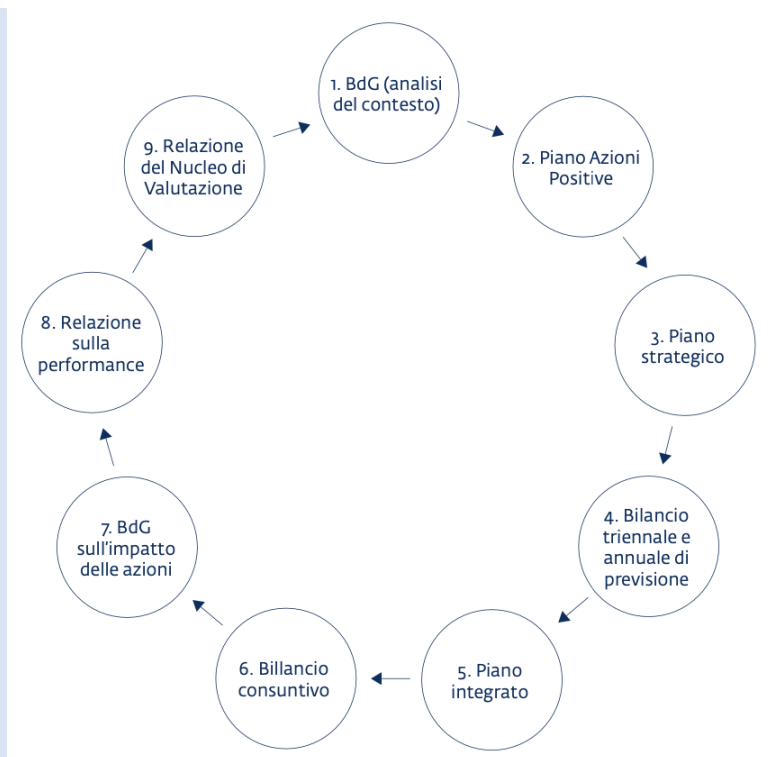 1. BdG (analisi
del contesto)
2. Piano Azioni
Positive
3. Piano
strategico
4. Bilancio
triennale e
annuale di
previsione
5. Piano
integrato
6. Billancio
consuntivo
7. BdG
sull'impatto
delle azioni
8. Relazione
sulla
performance
9. Relazione
del Nucleo di
Valutazione